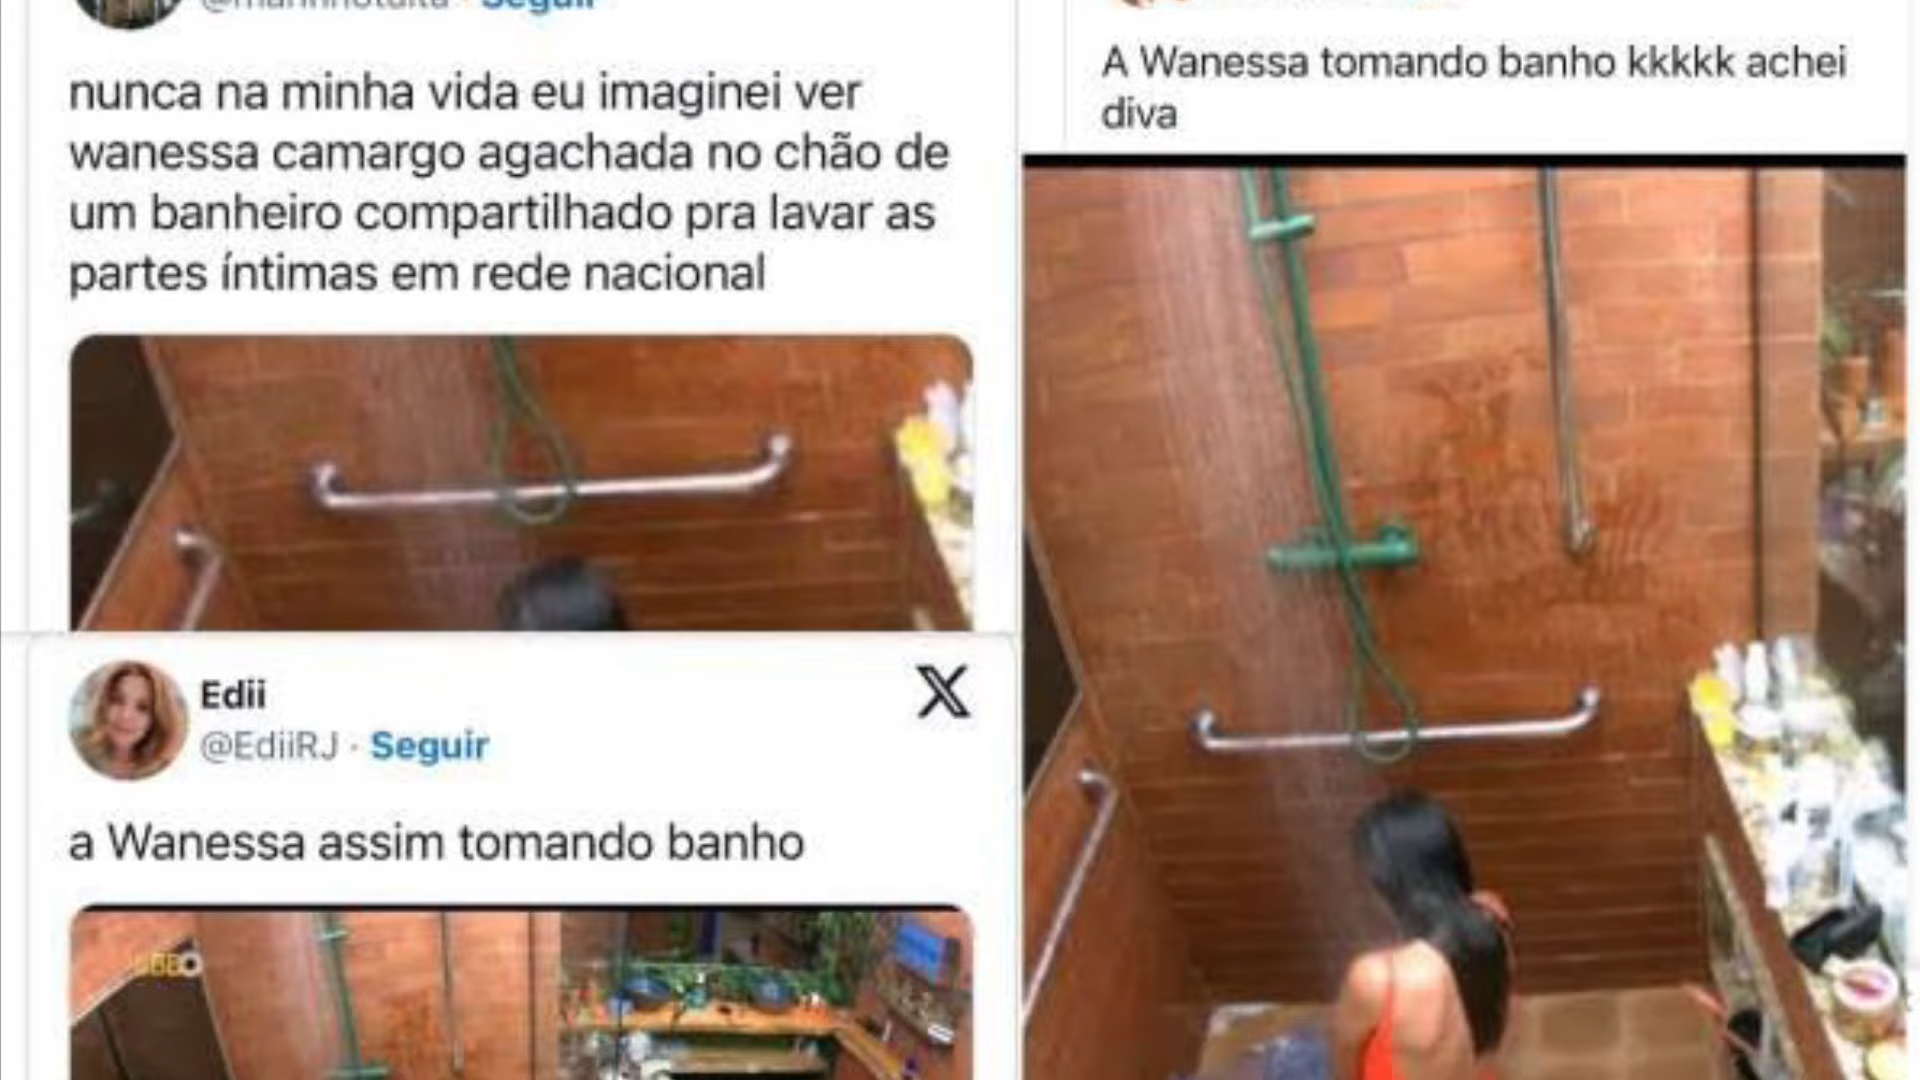 Seguir
nunca na minha vida eu imaginei ver
wanessa camargo agachada no chão de
um banheiro compartilhado pra lavar as
partes íntimas em rede nacional
Edii
@EdiiRJ · Seguir
a Wanessa assim tomando banho
A Wanessa tomando banho kkkkk achei
diva